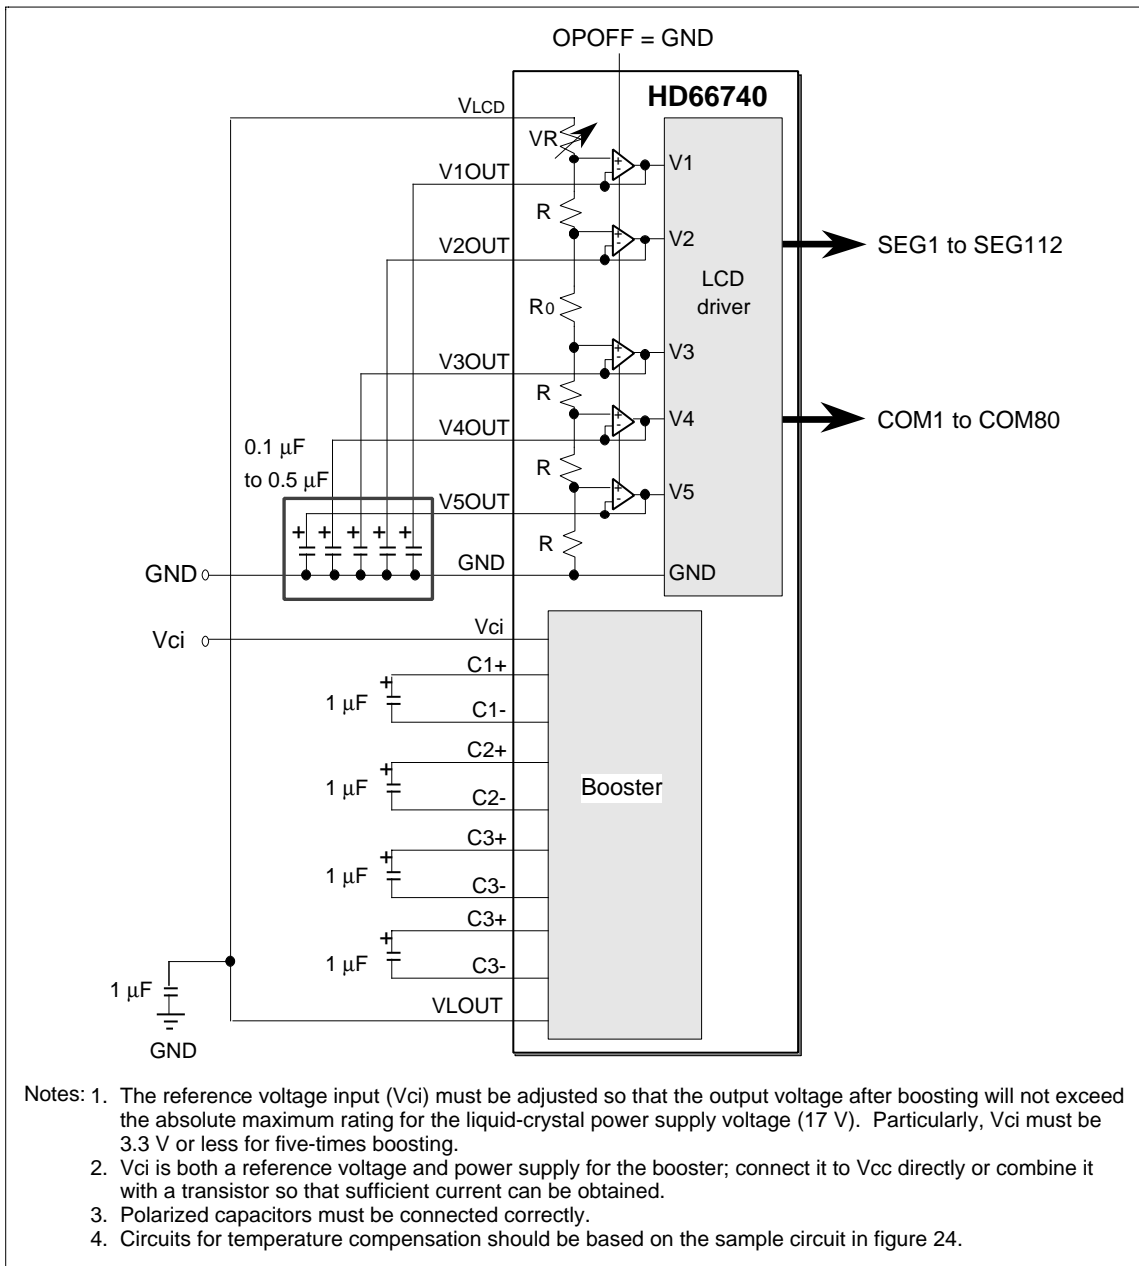 OPOFF = GND
HD66740
VLCD
VR
V1
V1OUT
R
V2OUT
V2
SEG1 to SEG112
LCD
driver
R0
V3OUT
V3
R
V4OUT
V4
COM1 to COM80
0.1 µF
to 0.5 µF
R
V5OUT
V5
+ + + + +
R
GND
GND
GND
Vci
Vci
C1+
+
1 µF
C1-
C2+
+
1 µF
C2-
Booster
C3+
+
1 µF
C3-
C3+
+
1 µF
C3-
1 µF
VLOUT
GND
Notes: 1. The reference voltage input (Vci) must be adjusted so that the output voltage after boosting will not exceed
the absolute maximum rating for the liquid-crystal power supply voltage (17 V). Particularly, Vci must be
3.3 V or less for five-times boosting.
2. Vci is both a reference voltage and power supply for the booster; connect it to Vcc directly or combine it
with a transistor so that sufficient current can be obtained.
3. Polarized capacitors must be connected correctly.
4. Circuits for temperature compensation should be based on the sample circuit in figure 24.